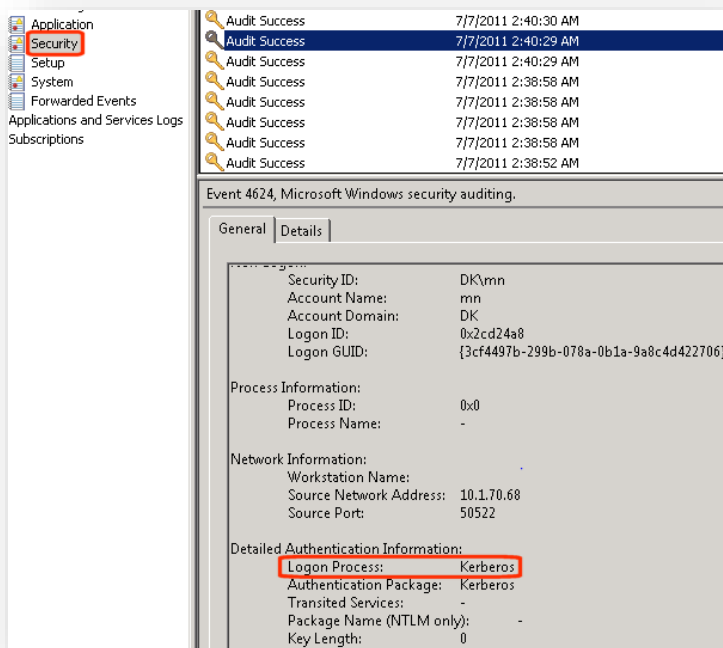 Application
Security
Setup
System
Forwarded Events
Applications and Services Logs
Subscriptions
Audit Success 7/7/2011 2:40:30 AM
Audit Success 7/7/2011 2:40:29 AM
Audit Success 7/7/2011 2:40:29 AM
Audit Success 7/7/2011 2:38:58 AM
Audit Success 7/7/2011 2:38:58 AM
Audit Success 7/7/2011 2:38:58 AM
Audit Success 7/7/2011 2:38:58 AM
Audit Success 7/7/2011 2:38:52 AM
Event 4624, Microsoft Windows security auditing.
General Details
Security ID: DK\mn
Account Name: mn
Account Domain: DK
Logon ID: 0x2cd24a8
Logon GUID: {3cf4497b-299b-078a-0b1a-9a8c4d422706}
Process Information:
Process ID: 0x0
Process Name: -
Network Information:
Workstation Name:
Source Network Address: 10.1.70.68
Source Port: 50522
Detailed Authentication Information:
Logon Process: Kerberos
Authentication Package: Kerberos
Transited Services: -
Package Name (NTLM only): -
Key Length: 0